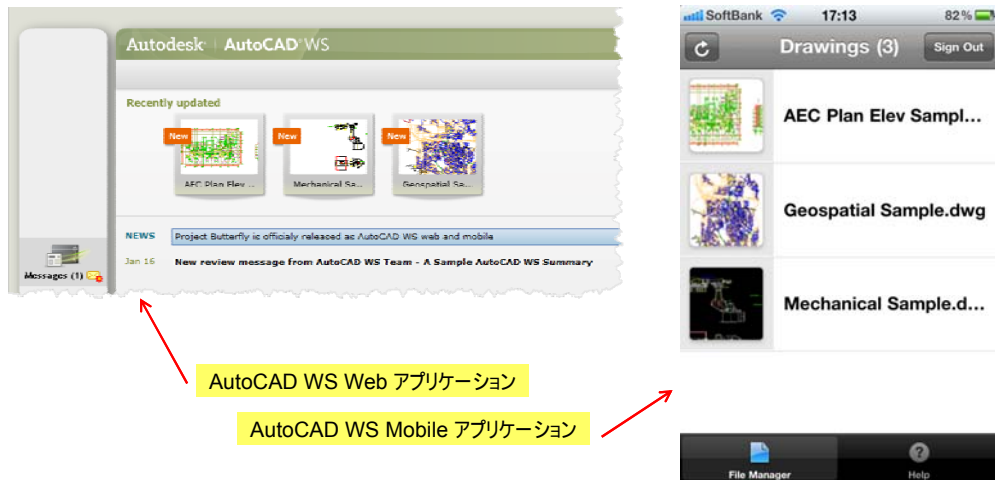 Autodesk AutoCAD WS
Recently updated
New
New
New
AEC Plan Elev ...
Mechanical Sa...
Geospatial Sa...
NEWS Project Butterfly is officialy released as AutoCAD WS web and mobile
Jan 16 New review message from AutoCAD WS Team - A Sample AutoCAD WS Summary
Messages (1)
AutoCAD WS Web アプリケーション
AutoCAD WS Mobile アプリケーション
SoftBank 17:13 82%
Drawings (3) Sign Out
AEC Plan Elev Sampl...
Geospatial Sample.dwg
Mechanical Sample.d...
File Manager ? Help